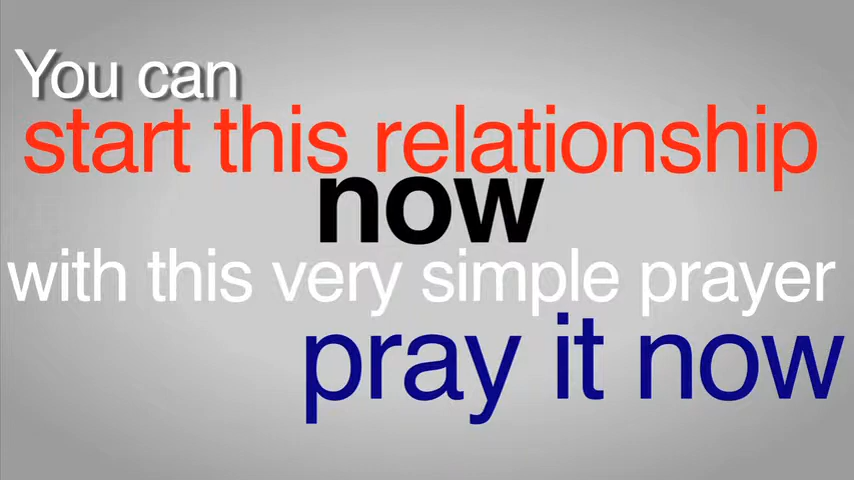 You can
start this relationship
now
with this very simple prayer
pray it now